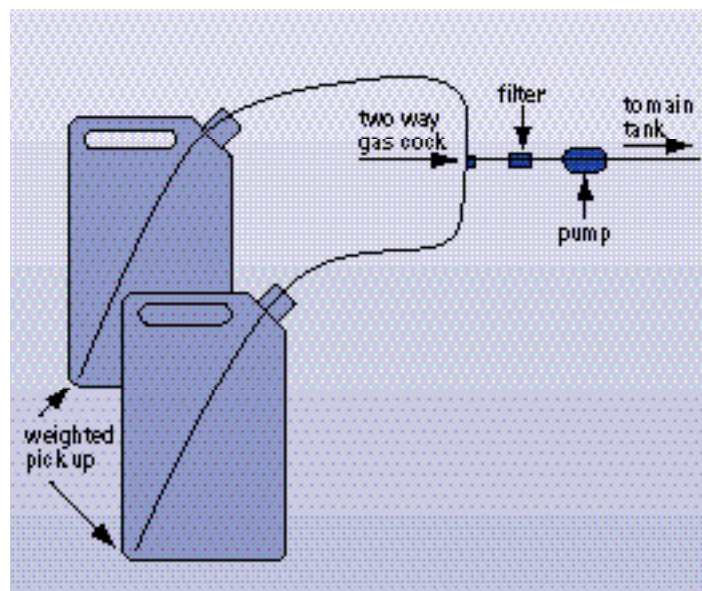 filter
to main
tank
two way
gas cock
pump
weighted
pick up